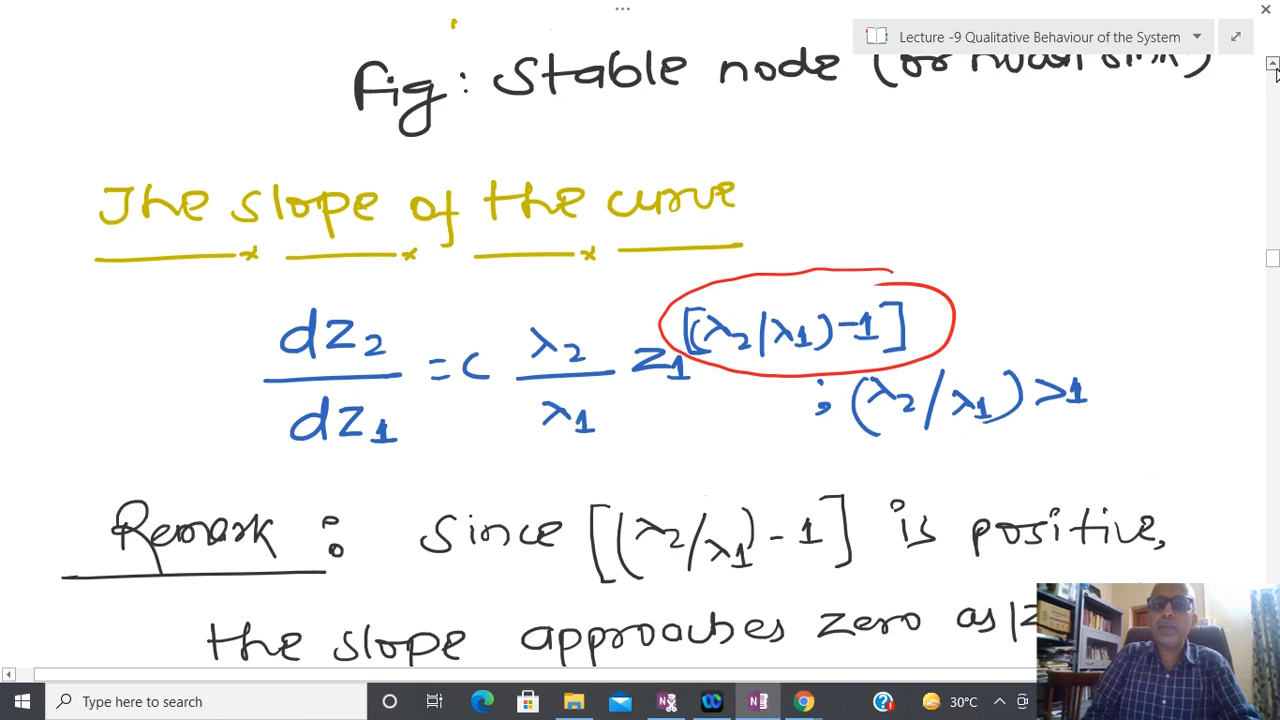 Lecture -9 Qualitative Behaviour of the System
Fig: Stable node (or
The slope of the curve
dz2/dz1 = C λ2/λ1 z1^[(λ2/λ1)-1] ; (λ2/λ1) >1
Remark: Since [(λ2/λ1) -1] is positive,
the slope approaches zero as |z
Type here to search
30°C